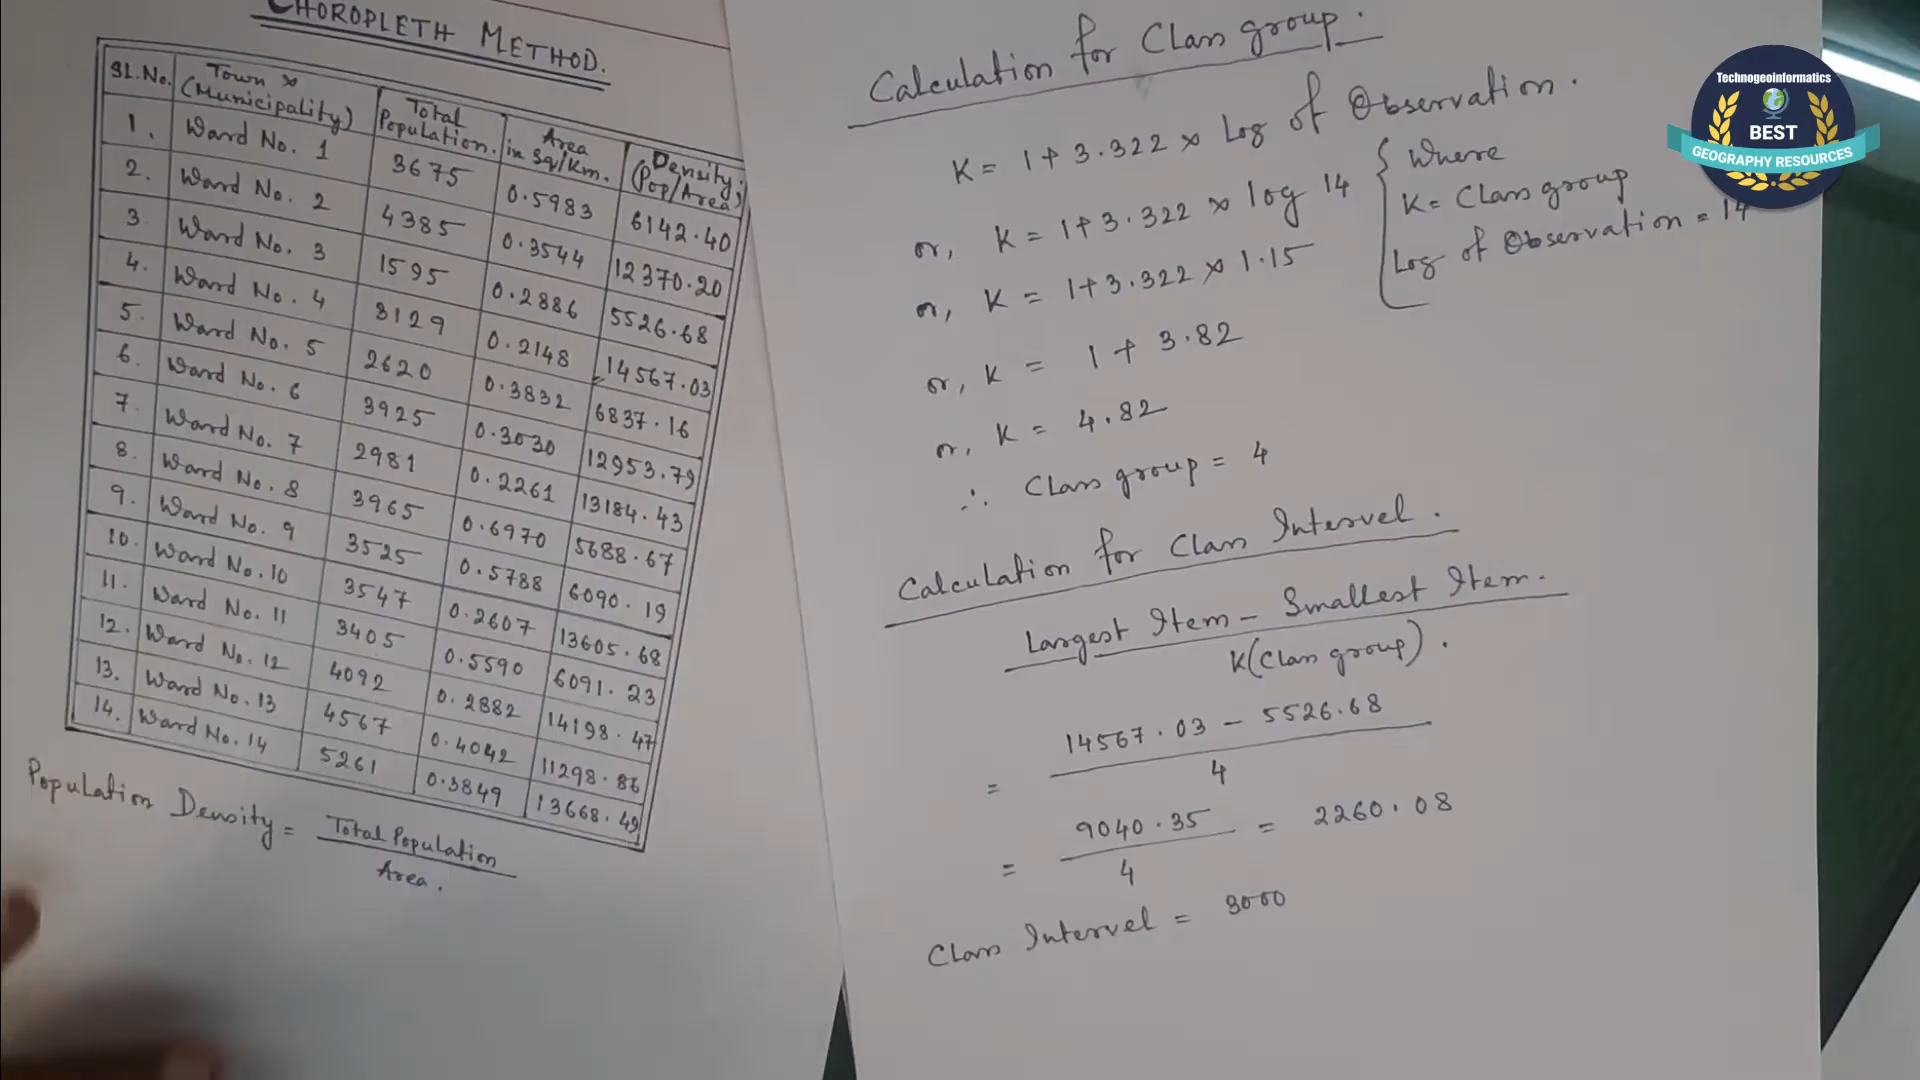 CHOROPLETH METHOD.
SL.No. Town (Municipality) Total Population. Area in Sq/Km. Density (Pop/Area)
1. Ward No. 1 3675 0.5983 6142.40
2. Ward No. 2 4385 0.3544 12370.20
3. Ward No. 3 1595 0.2886 5526.68
4. Ward No. 4 3129 0.2148 14567.03
5. Ward No. 5 2620 0.3832 6837.16
6. Ward No. 6 3925 0.3030 12953.79
7. Ward No. 7 2981 0.2261 13184.43
8. Ward No. 8 3965 0.6970 5688.67
9. Ward No. 9 3525 0.5788 6090.19
10. Ward No. 10 3547 0.2607 13605.68
11. Ward No. 11 3405 0.5590 6091.23
12. Ward No. 12 4092 0.2882 14198.47
13. Ward No. 13 4567 0.4042 11298.86
14. Ward No. 14 5261 0.3849 13668.49
Population Density = Total Population
Area.
Calculation for Class group.
K = 1 + 3.322 × Log of Observation.
or, K = 1 + 3.322 × log 14
or, K = 1 + 3.322 × 1.15
or, K = 1 + 3.82
or, K = 4.82
∴ Class group = 4
{ Where
K = Class group
Log of Observation = 14
Calculation for Class Intervel.
Largest Item - Smallest Item.
K (Class group).
= 14567.03 - 5526.68
4
= 9040.35 = 2260.08
4
Class Intervel = 3000
Technogeoinformatics
BEST
GEOGRAPHY RESOURCES